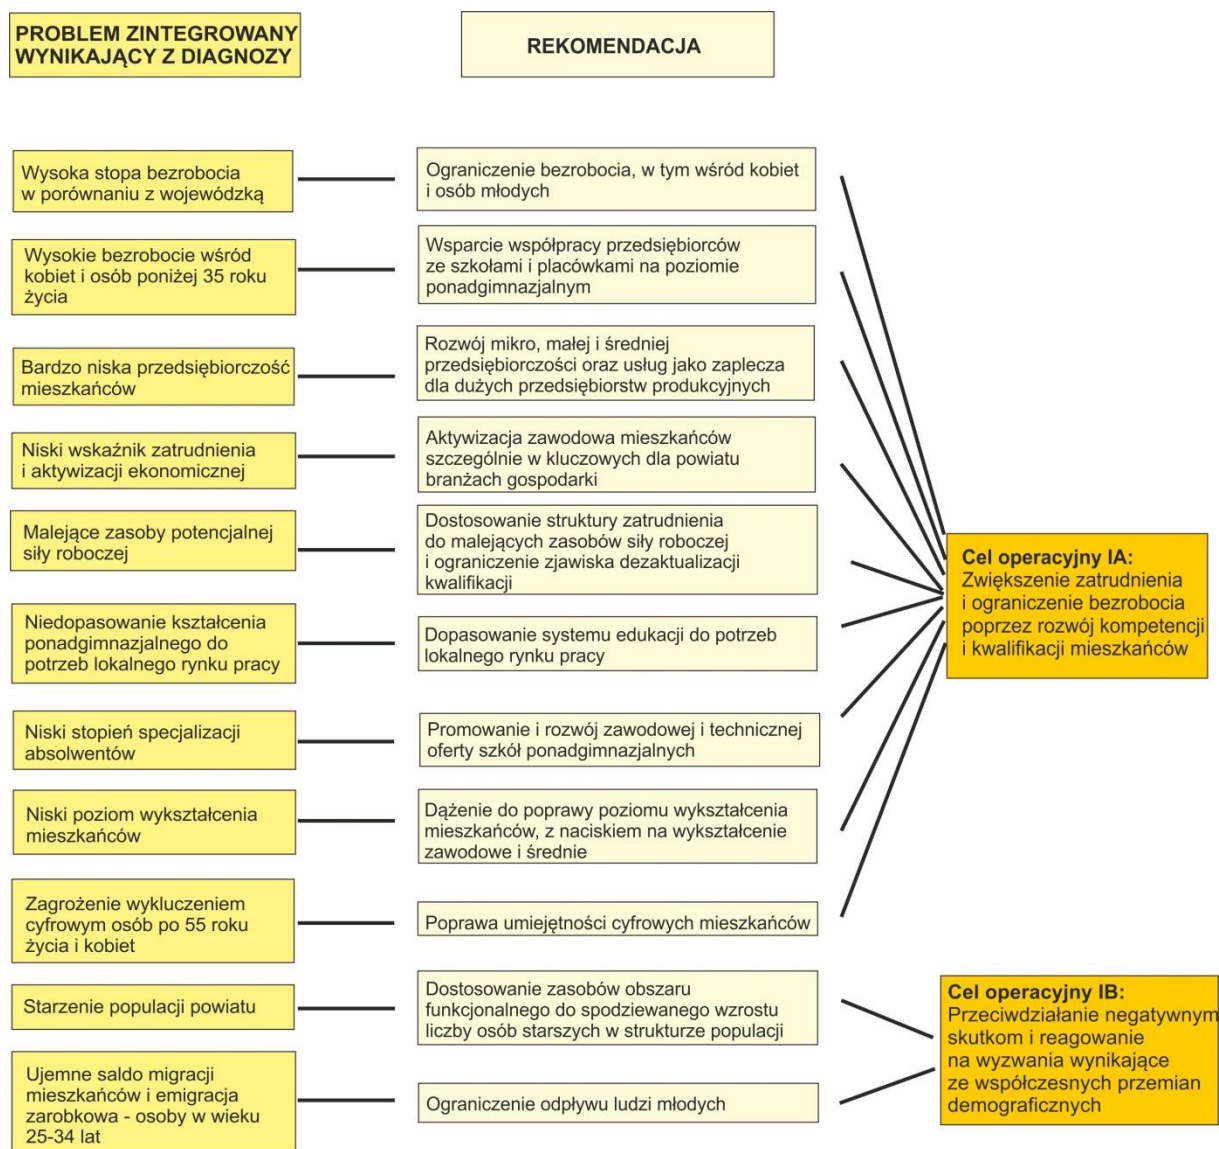 PROBLEM ZINTEGROWANY
WYNIKAJĄCY Z DIAGNOZY
REKOMENDACJA
Wysoka stopa bezrobocia
w porównaniu z wojewódzką
Ograniczenie bezrobocia, w tym wśród kobiet
i osób młodych
Wysokie bezrobocie wśród
kobiet i osób poniżej 35 roku
życia
Wsparcie współpracy przedsiębiorców
ze szkołami i placówkami na poziomie
ponadgimnazjalnym
Bardzo niska przedsiębiorczość
mieszkańców
Rozwój mikro, małej i średniej
przedsiębiorczości oraz usług jako zaplecza
dla dużych przedsiębiorstw produkcyjnych
Niski wskaźnik zatrudnienia
i aktywizacji ekonomicznej
Aktywizacja zawodowa mieszkańców
szczególnie w kluczowych dla powiatu
branżach gospodarki
Malejące zasoby potencjalnej
siły roboczej
Dostosowanie struktury zatrudnienia
do malejących zasobów siły roboczej
i ograniczenie zjawiska dezaktualizacji
kwalifikacji
Niedopasowanie kształcenia
ponadgimnazjalnego do
potrzeb lokalnego rynku pracy
Dopasowanie systemu edukacji do potrzeb
lokalnego rynku pracy
Niski stopień specjalizacji
absolwentów
Promowanie i rozwój zawodowej i technicznej
oferty szkół ponadgimnazjalnych
Niski poziom wykształcenia
mieszkańców
Dążenie do poprawy poziomu wykształcenia
mieszkańców, z naciskiem na wykształcenie
zawodowe i średnie
Zagrożenie wykluczeniem
cyfrowym osób po 55 roku
życia i kobiet
Poprawa umiejętności cyfrowych mieszkańców
Cel operacyjny IA:
Zwiększenie zatrudnienia
i ograniczenie bezrobocia
poprzez rozwój kompetencji
i kwalifikacji mieszkańców
Starzenie populacji powiatu
Dostosowanie zasobów obszaru
funkcjonalnego do spodziewanego wzrostu
liczby osób starszych w strukturze populacji
Ujemne saldo migracji
mieszkańców i emigracja
zarobkowa - osoby w wieku
25-34 lat
Ograniczenie odpływu ludzi młodych
Cel operacyjny IB:
Przeciwdziałanie negatywnym
skutkom i reagowanie
na wyzwania wynikające
ze współczesnych przemian
demograficznych